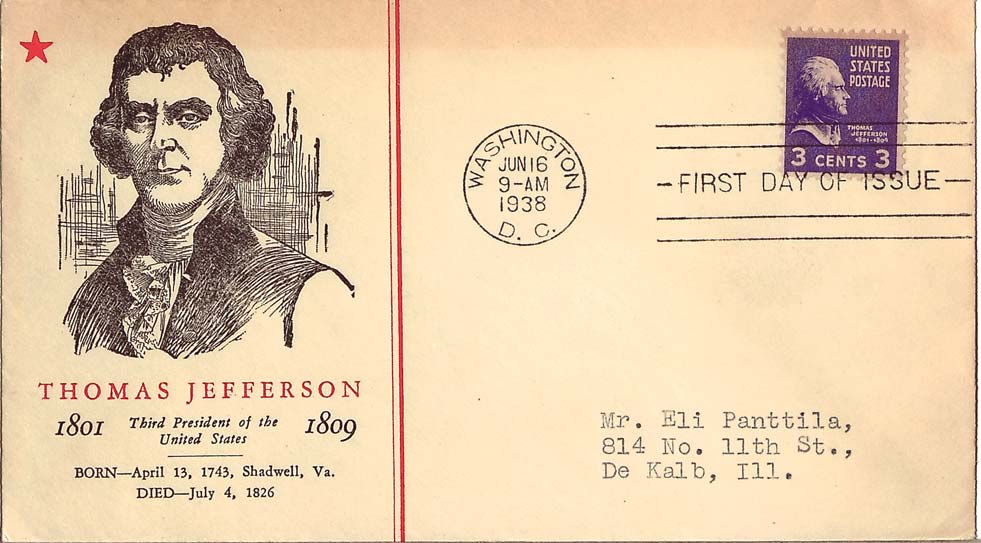 THOMAS JEFFERSON
1801 Third President of the 1809
United States
BORN—April 13, 1743, Shadwell, Va.
DIED—July 4, 1826
WASHINGTON
JUN 16
9-AM
1938
D. C.
UNITED
STATES
POSTAGE
THOMAS
JEFFERSON
1801-1809
3 CENTS 3
FIRST DAY OF ISSUE
Mr. Eli Panttila,
814 No. 11th St.,
De Kalb, Ill.